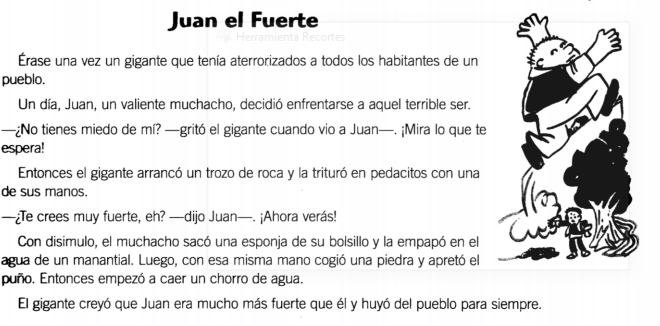 Juan el Fuerte
Herramienta Recortes
Érase una vez un gigante que tenía aterrorizados a todos los habitantes de un
pueblo.
Un día, Juan, un valiente muchacho, decidió enfrentarse a aquel terrible ser.
—¿No tienes miedo de mí? —gritó el gigante cuando vio a Juan—. ¡Mira lo que te
espera!
Entonces el gigante arrancó un trozo de roca y la trituró en pedacitos con una
de sus manos.
—¿Te crees muy fuerte, eh? —dijo Juan—. ¡Ahora verás!
Con disimulo, el muchacho sacó una esponja de su bolsillo y la empapó en el
agua de un manantial. Luego, con esa misma mano cogió una piedra y apretó el
puño. Entonces empezó a caer un chorro de agua.
El gigante creyó que Juan era mucho más fuerte que él y huyó del pueblo para siempre.